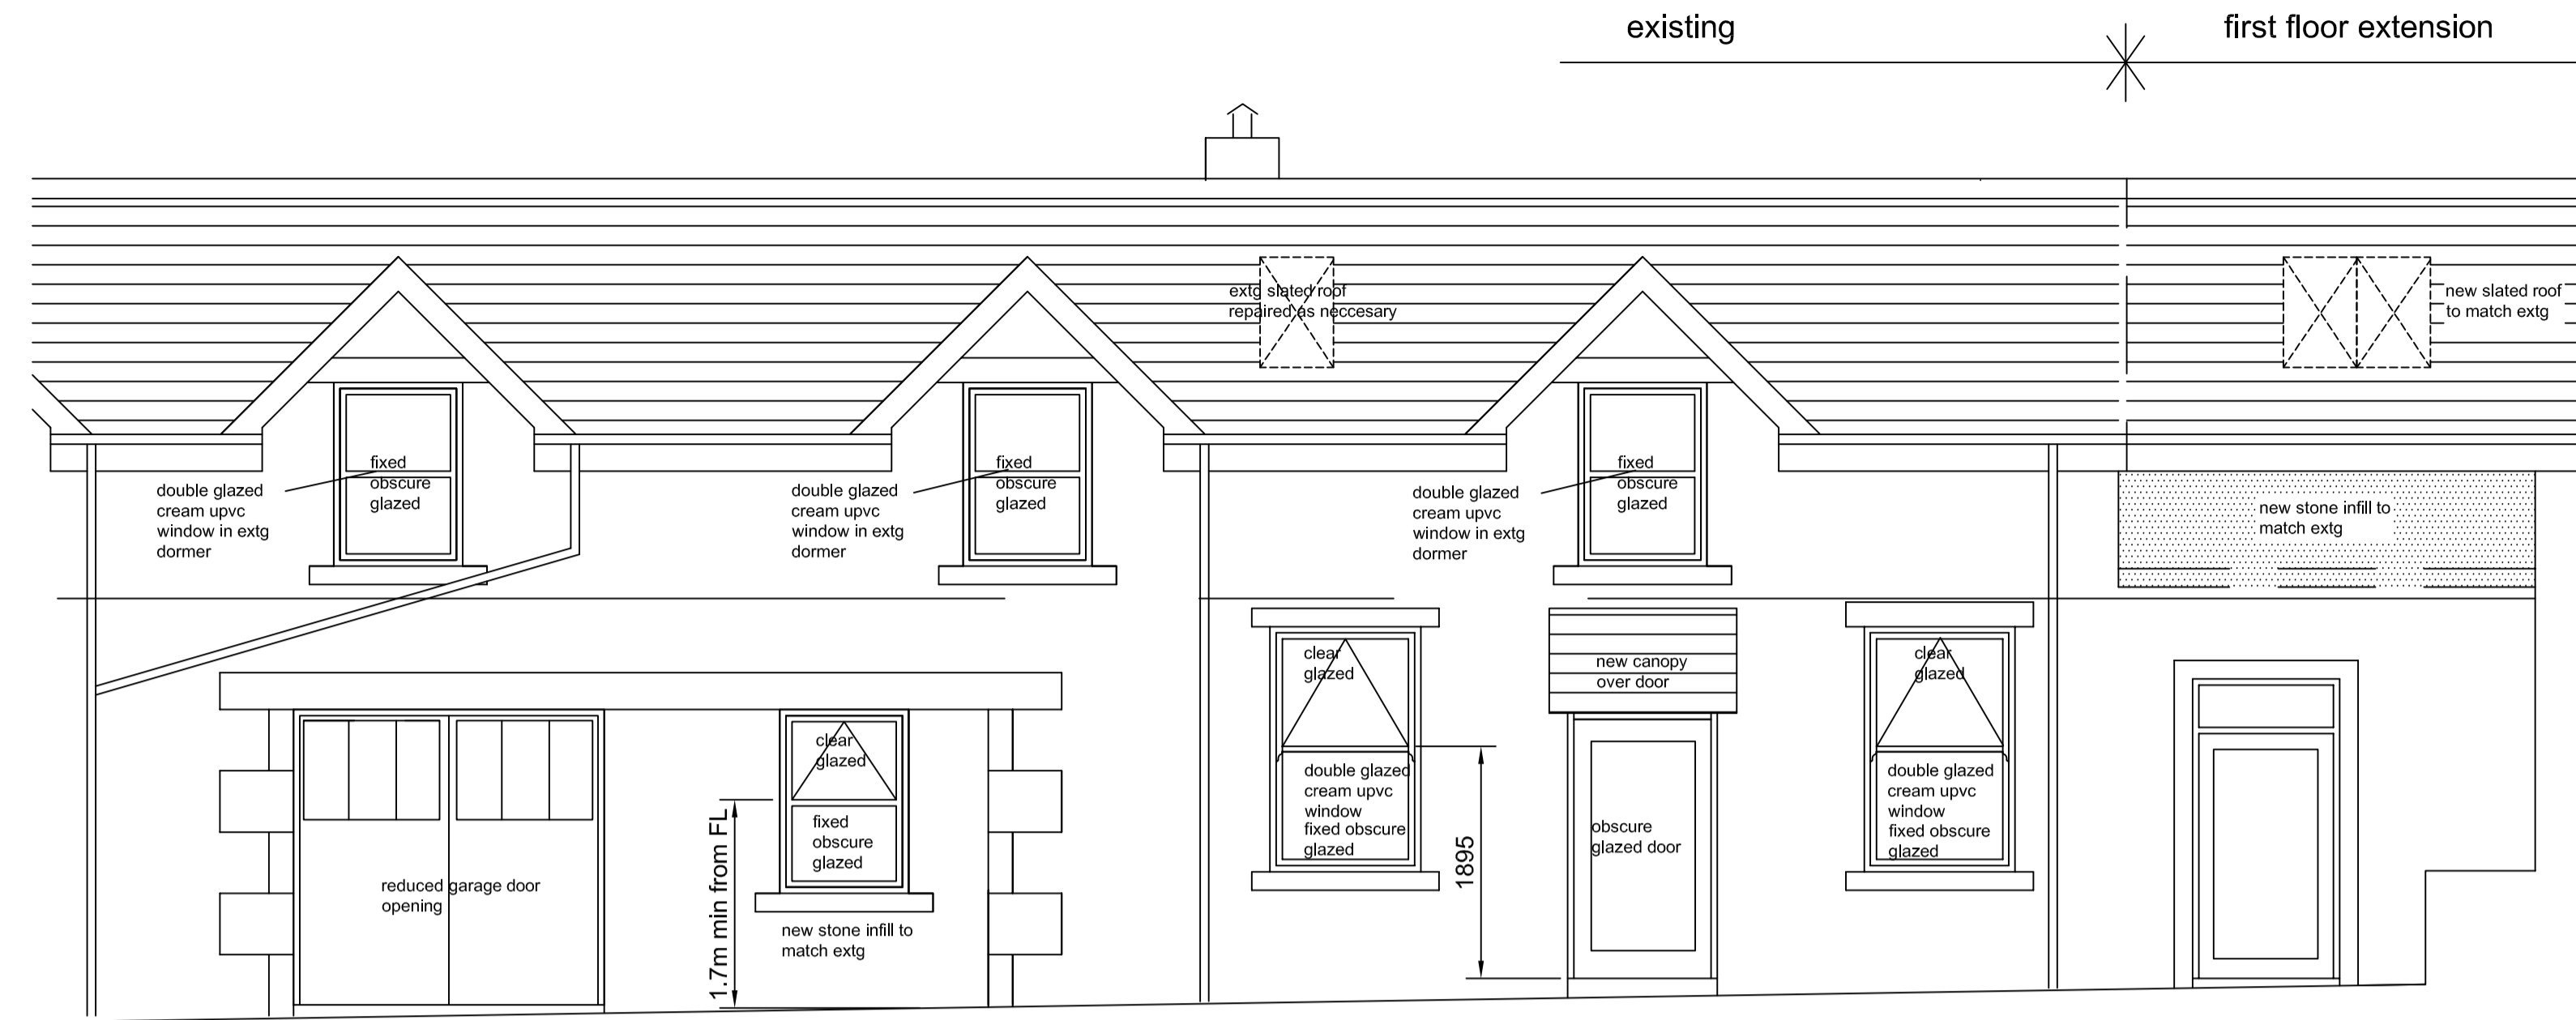 existing
first floor extension
extg slated roof
repaired as neccesary
new slated roof
to match extg
fixed
obscure
glazed
double glazed
cream upvc
window in extg
dormer
fixed
obscure
glazed
double glazed
cream upvc
window in extg
dormer
fixed
obscure
glazed
double glazed
cream upvc
window in extg
dormer
new stone infill to
match extg
clear
glazed
new canopy
over door
clear
glazed
clear
glazed
double glazed
cream upvc
window
fixed obscure
glazed
double glazed
cream upvc
window
fixed obscure
glazed
fixed
obscure
glazed
1.7m min from FL
1895
obscure
glazed door
reduced garage door
opening
new stone infill to
match extg